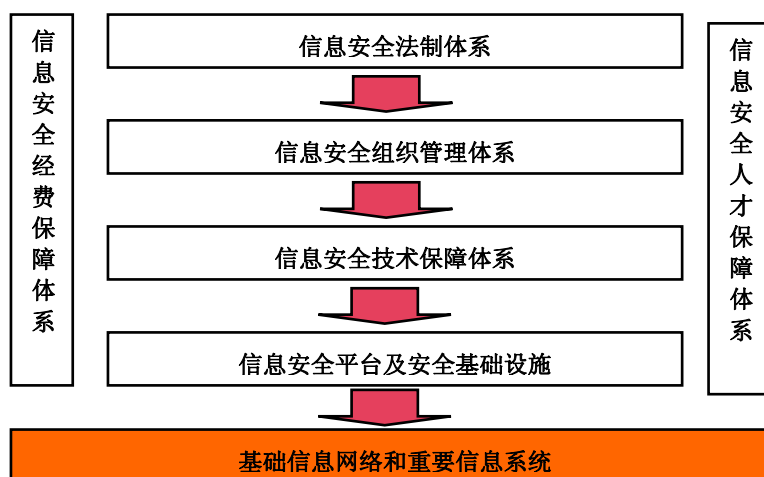 信息安全经费保障体系
信息安全法制体系
信息安全组织管理体系
信息安全技术保障体系
信息安全平台及安全基础设施
信息安全人才保障体系
基础信息网络和重要信息系统